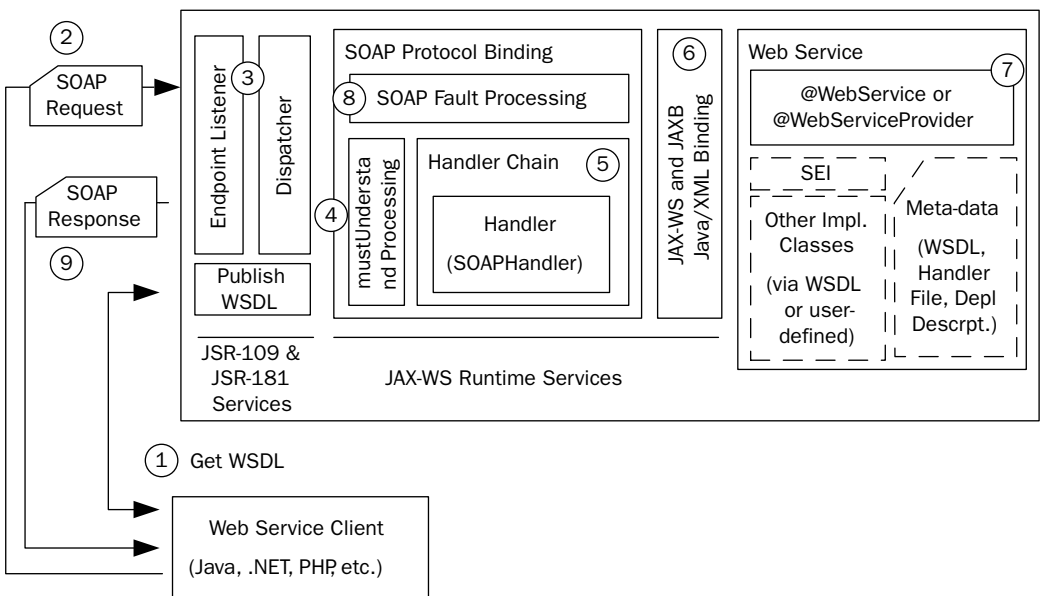 2
SOAP
Request
SOAP
Response
9
Endpoint Listener
3
Dispatcher
Publish
WSDL
JSR-109 &
JSR-181
Services
SOAP Protocol Binding
8
SOAP Fault Processing
4
mustUndersta
nd Processing
Handler Chain
5
Handler
(SOAPHandler)
JAX-WS Runtime Services
6
JAX-WS and JAXB
Java/XML Binding
Web Service
7
@WebService or
@WebServiceProvider
SEI
Other Impl.
Classes
(via WSDL
or user-
defined)
Meta-data
(WSDL,
Handler
File, Depl
Descrpt.)
1
Get WSDL
Web Service Client
(Java, .NET, PHP, etc.)